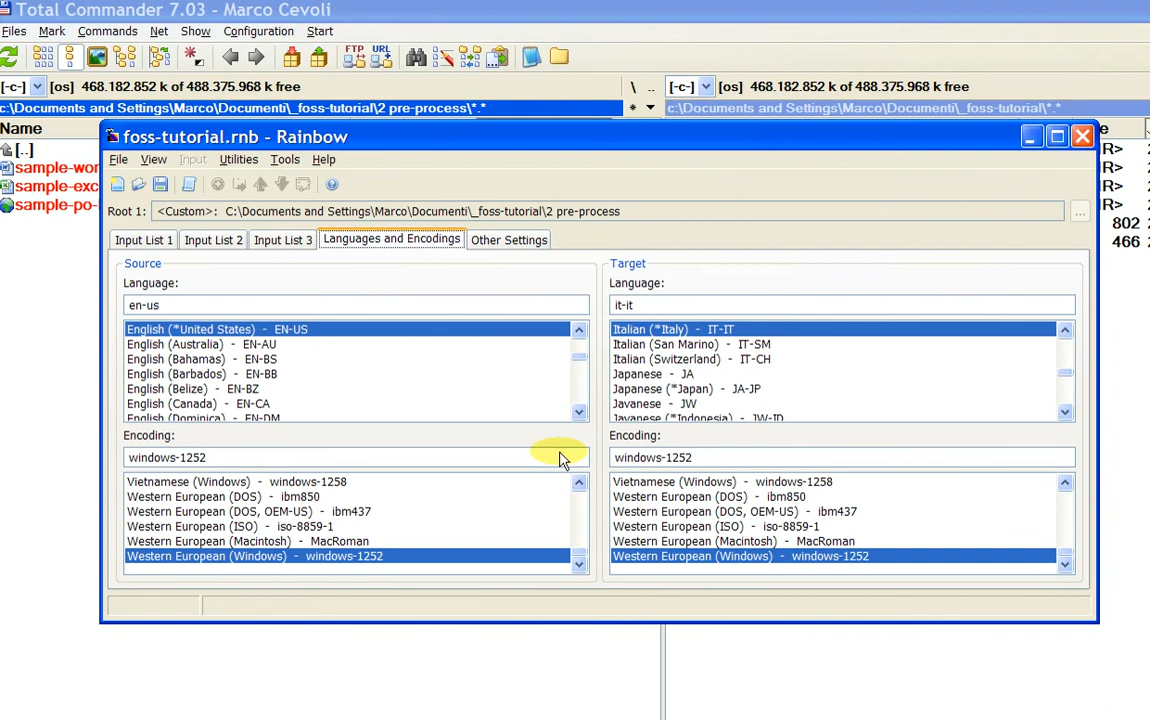 Total Commander 7.03 - Marco Cevoli
Files Mark Commands Net Show Configuration Start
FTP URL
[-c-] [os] 468.182.852 k of 488.375.968 k free \ .. [-c-] [os] 468.182.852 k of 488.375.968 k free
c:\Documents and Settings\Marco\Documenti\_foss-tutorial\2 pre-process\*.* * c:\Documents and Settings\Marco\Documenti\_foss-tutorial\*.*
Name
[..]
sample-wor
sample-exc
sample-po-
R>
R>
R>
R>
802
466
foss-tutorial.rnb - Rainbow
File View Input Utilities Tools Help
Root 1: <Custom>: C:\Documents and Settings\Marco\Documenti\_foss-tutorial\2 pre-process ...
Input List 1 Input List 2 Input List 3 Languages and Encodings Other Settings
Source
Language:
en-us
English (*United States) - EN-US
English (Australia) - EN-AU
English (Bahamas) - EN-BS
English (Barbados) - EN-BB
English (Belize) - EN-BZ
English (Canada) - EN-CA
English (Dominica) - EN-DM
Encoding:
windows-1252
Vietnamese (Windows) - windows-1258
Western European (DOS) - ibm850
Western European (DOS, OEM-US) - ibm437
Western European (ISO) - iso-8859-1
Western European (Macintosh) - MacRoman
Western European (Windows) - windows-1252
Target
Language:
it-it
Italian (*Italy) - IT-IT
Italian (San Marino) - IT-SM
Italian (Switzerland) - IT-CH
Japanese - JA
Japanese (*Japan) - JA-JP
Javanese - JW
Javanese (*Indonesia) - JW-ID
Encoding:
windows-1252
Vietnamese (Windows) - windows-1258
Western European (DOS) - ibm850
Western European (DOS, OEM-US) - ibm437
Western European (ISO) - iso-8859-1
Western European (Macintosh) - MacRoman
Western European (Windows) - windows-1252